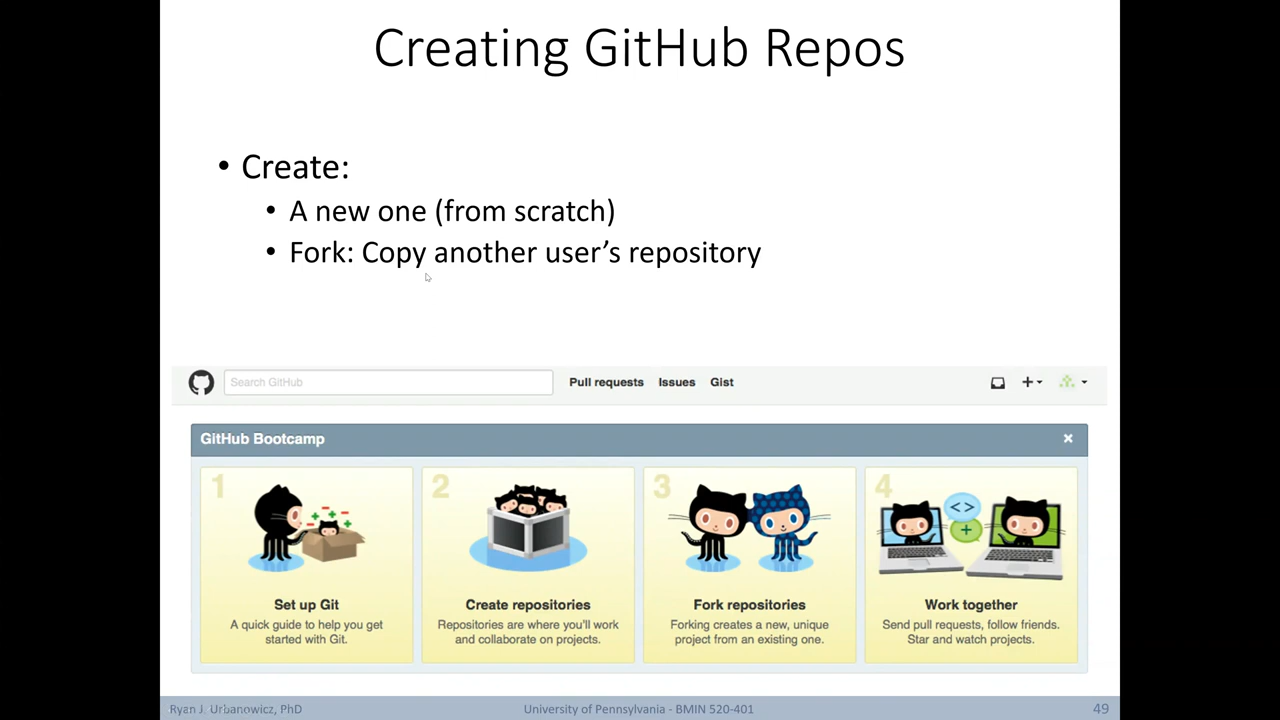 Creating GitHub Repos
• Create:
• A new one (from scratch)
• Fork: Copy another user's repository
Search GitHub
Pull requests Issues Gist
GitHub Bootcamp
1
Set up Git
A quick guide to help you get
started with Git.
2
Create repositories
Repositories are where you'll work
and collaborate on projects.
3
Fork repositories
Forking creates a new, unique
project from an existing one.
4
Work together
Send pull requests, follow friends.
Star and watch projects.
Ryan J. Urbanowicz, PhD
University of Pennsylvania - BMIN 520-401
49